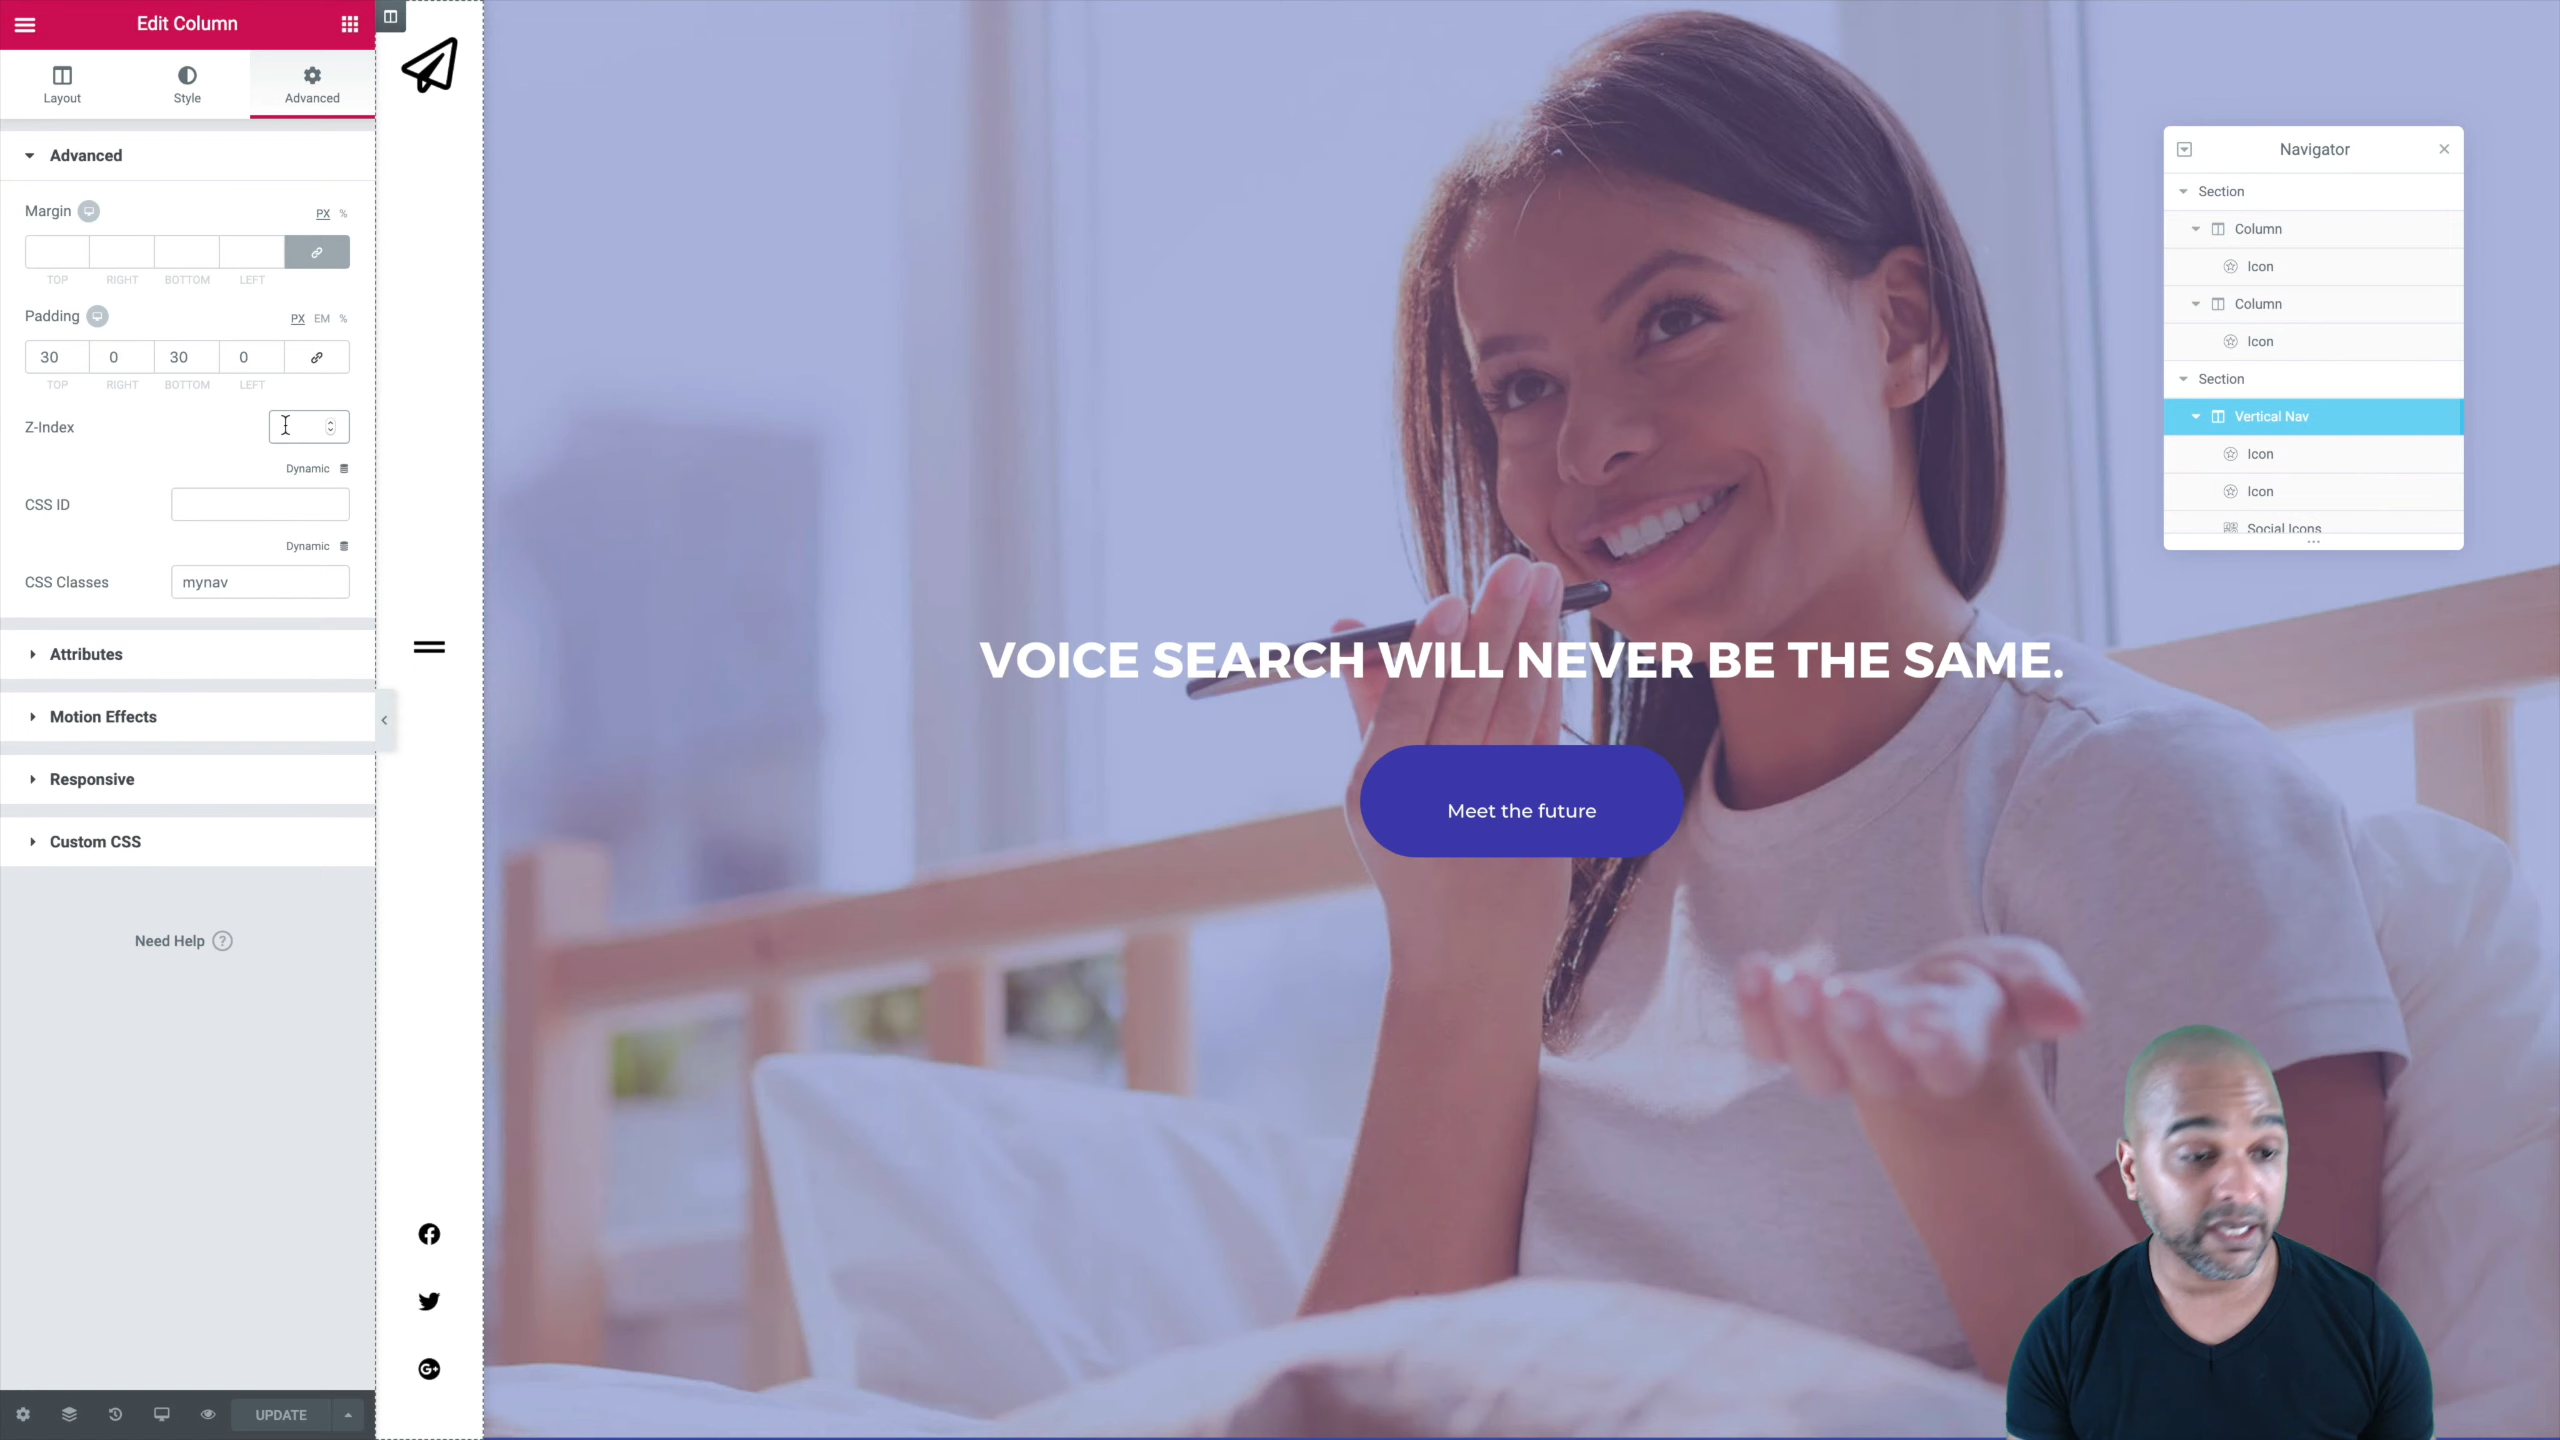 Edit Column
Layout
Style
Advanced
Advanced
Margin
PX %
TOP RIGHT BOTTOM LEFT
Padding
PX EM %
30 0 30 0
TOP RIGHT BOTTOM LEFT
Z-Index
Dynamic
CSS ID
Dynamic
CSS Classes mynav
Attributes
Motion Effects
Responsive
Custom CSS
Need Help ?
UPDATE
VOICE SEARCH WILL NEVER BE THE SAME.
Meet the future
Navigator
Section
Column
Icon
Column
Icon
Section
Vertical Nav
Icon
Icon
Social Icons